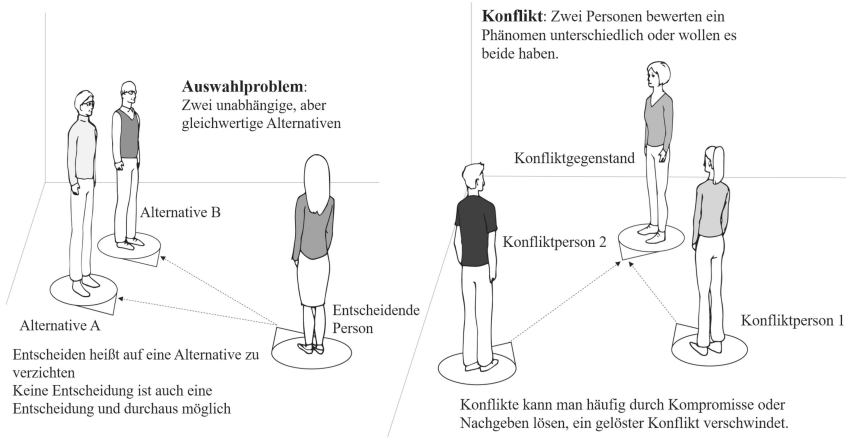 Auswahlproblem:
Zwei unabhängige, aber
gleichwertige Alternativen
Alternative B
Alternative A
Entscheidende
Person
Entscheiden heißt auf eine Alternative zu
verzichten
Keine Entscheidung ist auch eine
Entscheidung und durchaus möglich
Konflikt: Zwei Personen bewerten ein
Phänomen unterschiedlich oder wollen es
beide haben.
Konfliktgegenstand
Konfliktperson 2
Konfliktperson 1
Konflikte kann man häufig durch Kompromisse oder
Nachgeben lösen, ein gelöster Konflikt verschwindet.